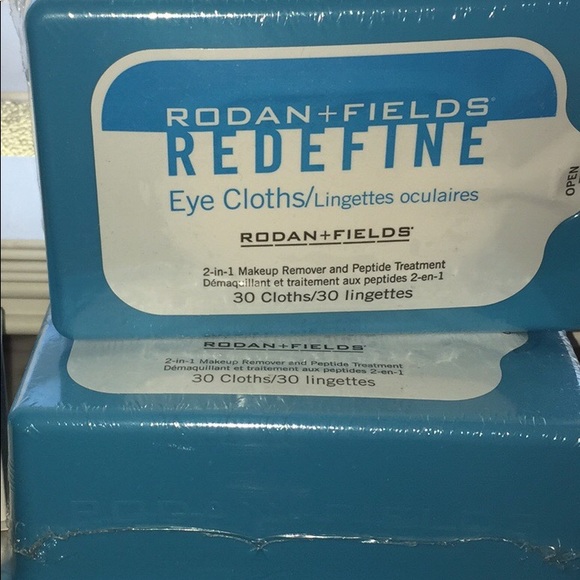 RODAN+FIELDS®
REDEFINE
Eye Cloths/Lingettes oculaires
OPEN
RODAN+FIELDS®
2-in-1 Makeup Remover and Peptide Treatment
Démaquillant et traitement aux peptides 2-en-1
30 Cloths/30 lingettes
RODAN+FIELDS®
2-in-1 Makeup Remover and Peptide Treatment
Démaquillant et traitement aux peptides 2-en-1
30 Cloths/30 lingettes
RODAN+FIELDS